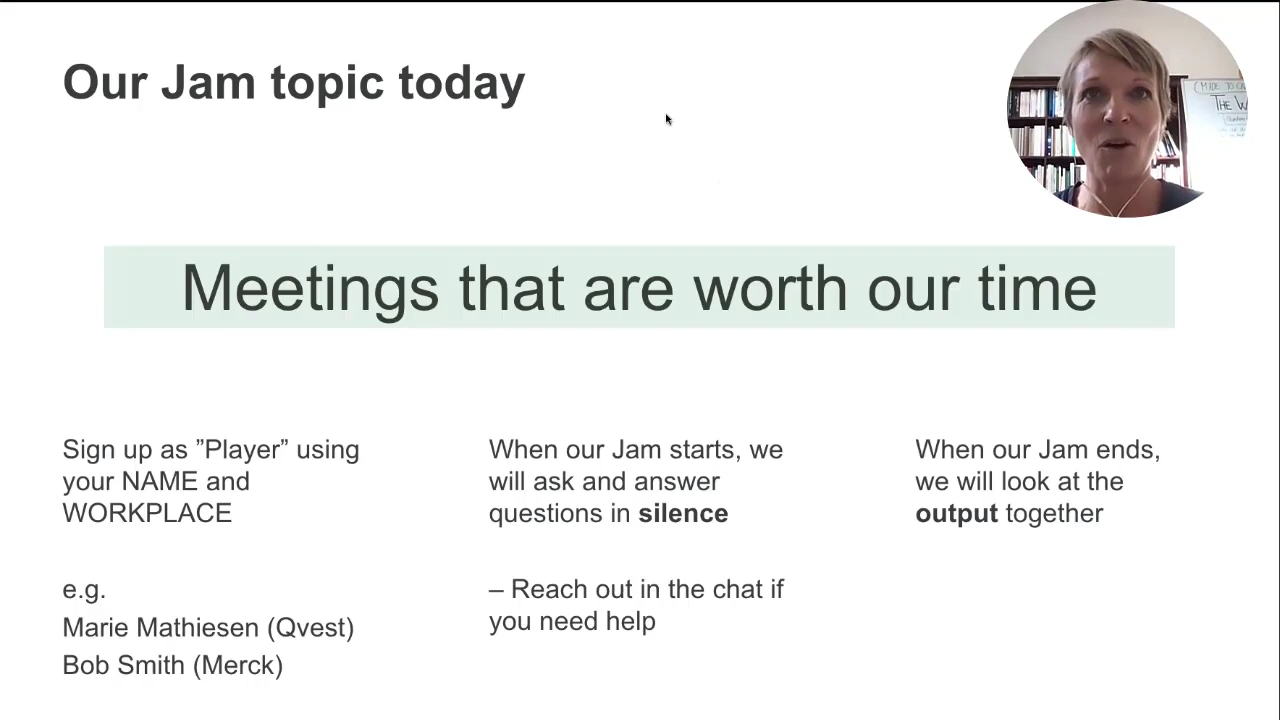 Our Jam topic today
(MADE TO
THE W
Meetings that are worth our time
Sign up as ”Player” using
your NAME and
WORKPLACE
e.g.
Marie Mathiesen (Qvest)
Bob Smith (Merck)
When our Jam starts, we
will ask and answer
questions in silence
– Reach out in the chat if
you need help
When our Jam ends,
we will look at the
output together